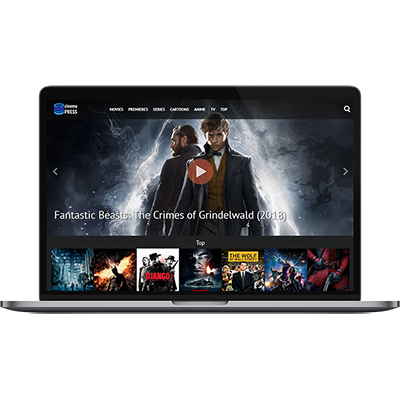 cinema
PRESS
MOVIES PREMIERES SERIES CARTOONS ANIME TV TOP
Fantastic Beasts: The Crimes of Grindelwald (2018)
Top
DJANGO
THE WOLF
OF WALL STREET